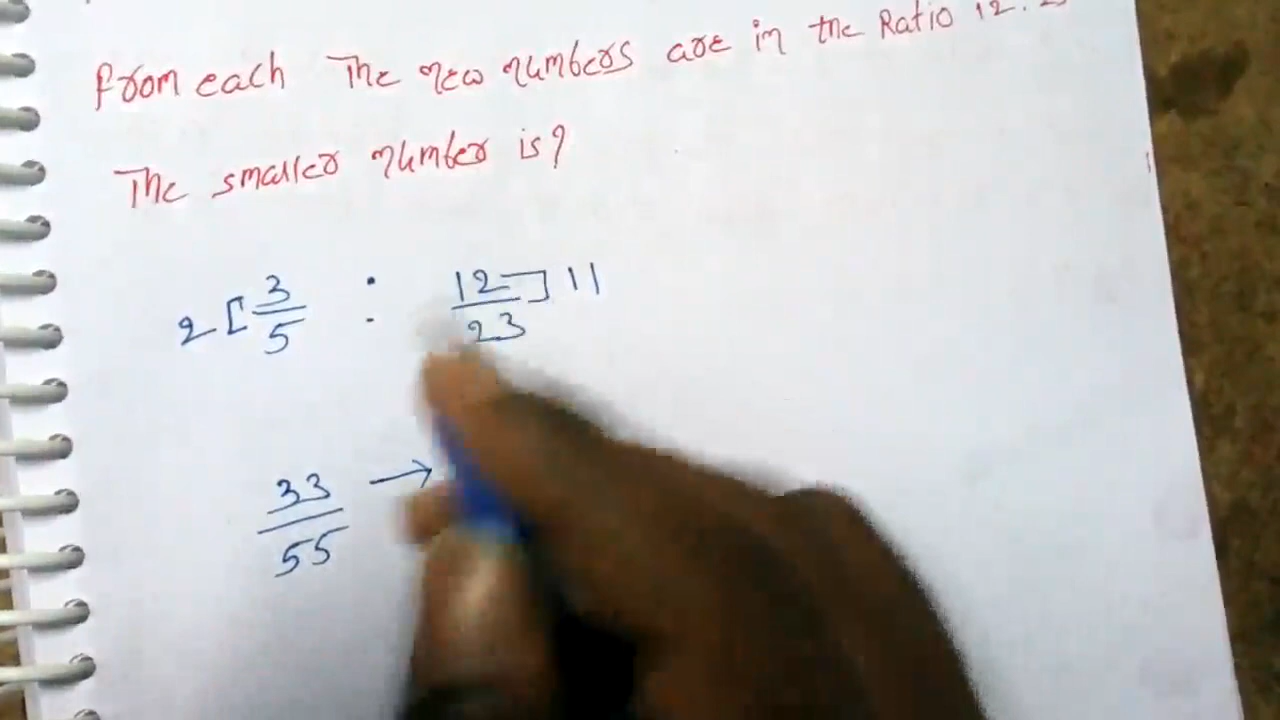 From each The new numbers are in the Ratio 12:23
The smaller number is?
2[3/5 : 12/23]11
33/55 →